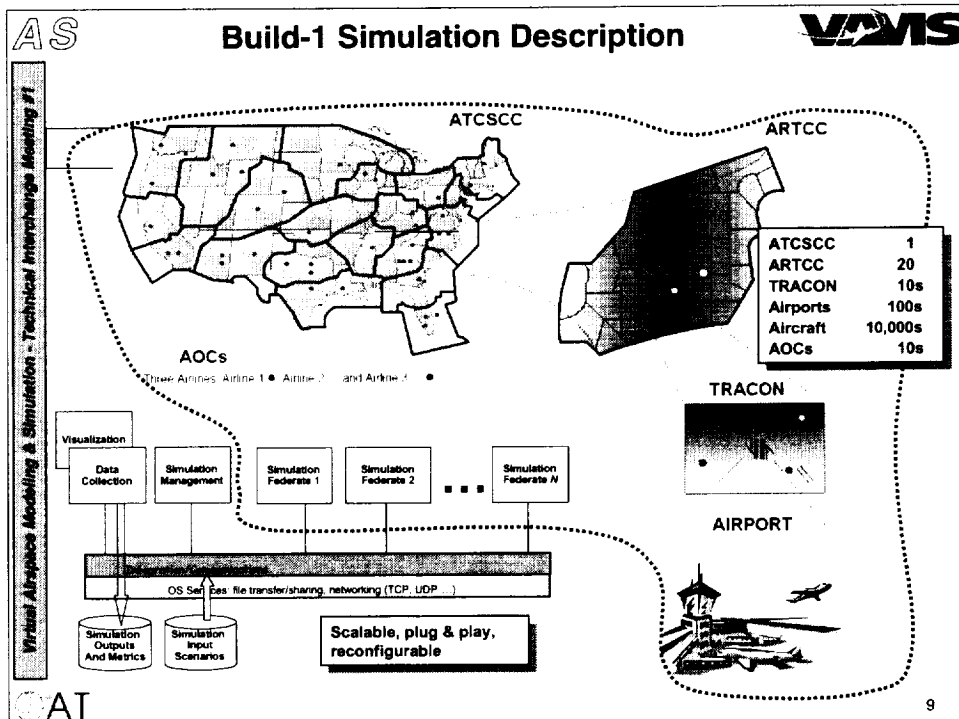 AS
Build-1 Simulation Description
VAMS
Virtual Airspace Modeling & Simulation - Technical Interchange Meeting #1
ATCSCC
ARTCC
ATCSCC 1
ARTCC 20
TRACON 10s
Airports 100s
Aircraft 10,000s
AOCs 10s
AOCs
Three Airlines: Airline 1 Airline 2 and Airline 3
TRACON
Visualization
Data Collection
Simulation Management
Simulation Federate 1
Simulation Federate 2
Simulation Federate N
AIRPORT
OS Services: file transfer/sharing, networking (TCP, UDP ...)
Simulation Outputs And Metrics
Simulation Input Scenarios
Scalable, plug & play,
reconfigurable
AT
9